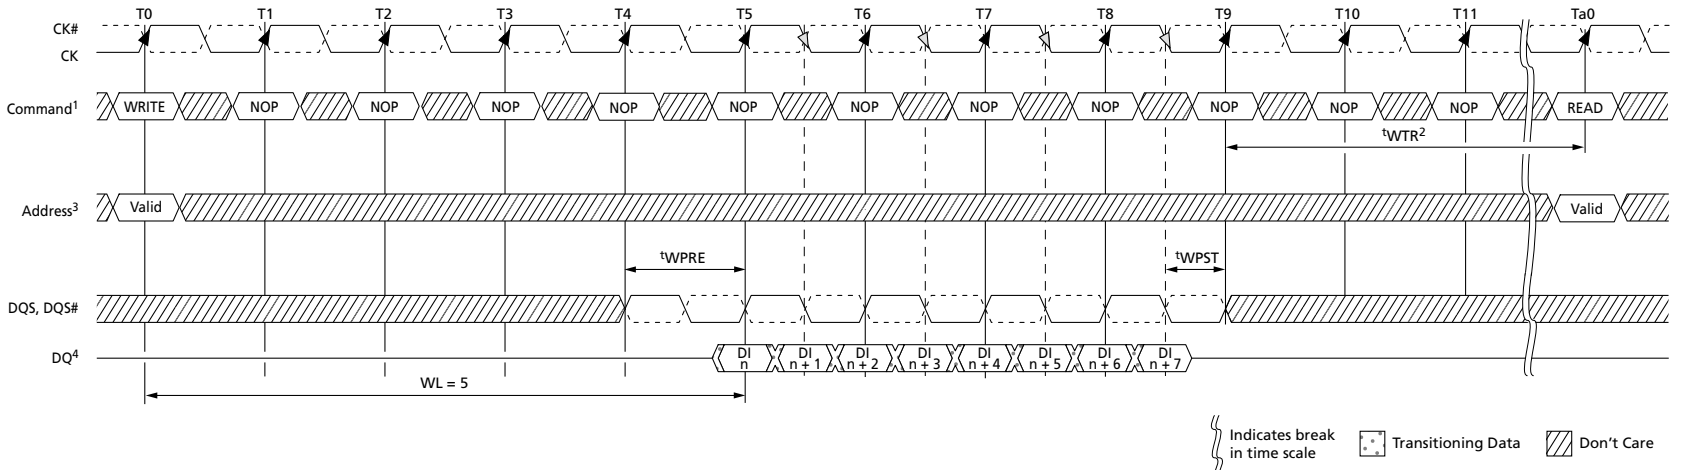 T0 T1 T2 T3 T4 T5 T6 T7 T8 T9 T10 T11 Ta0
CK#
CK
Command¹ WRITE NOP NOP NOP NOP NOP NOP NOP NOP NOP NOP NOP READ
ᵗWTR²
Address³ Valid Valid
ᵗWPRE ᵗWPST
DQS, DQS#
DQ⁴ DI n DI n + 1 DI n + 2 DI n + 3 DI n + 4 DI n + 5 DI n + 6 DI n + 7
WL = 5
Indicates break
in time scale
Transitioning Data
Don't Care